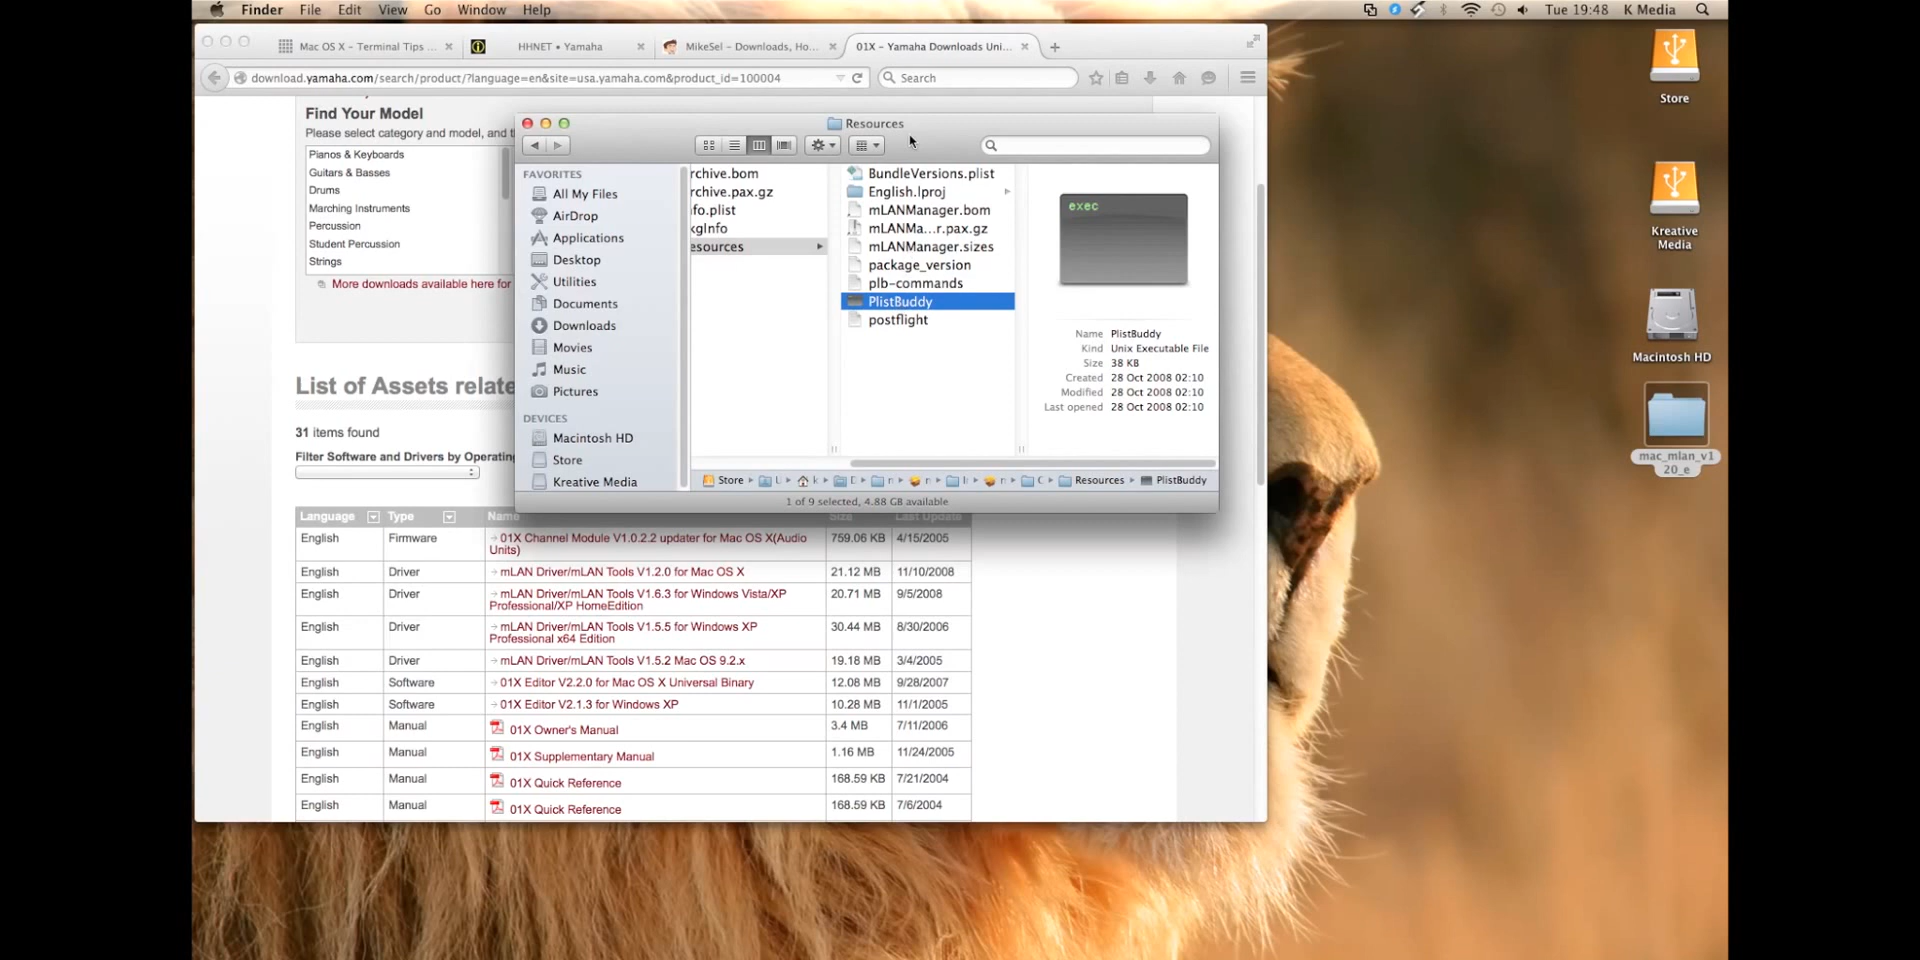 Finder File Edit View Go Window Help
Tue 19:48 K Media
Mac OS X - Terminal Tips ...
HHNET • Yamaha
MikeSel - Downloads, Ho...
01X - Yamaha Downloads Uni...
download.yamaha.com/search/product/?language=en&site=usa.yamaha.com&product_id=100004
Search
Find Your Model
Please select category and model, and
Pianos & Keyboards
Guitars & Basses
Drums
Marching Instruments
Percussion
Student Percussion
Strings
More downloads available here for
List of Assets relate
31 items found
Filter Software and Drivers by Operating
Language Type Name Size Last Update
English Firmware 01X Channel Module V1.0.2.2 updater for Mac OS X(Audio Units) 759.06 KB 4/15/2005
English Driver mLAN Driver/mLAN Tools V1.2.0 for Mac OS X 21.12 MB 11/10/2008
English Driver mLAN Driver/mLAN Tools V1.6.3 for Windows Vista/XP Professional/XP HomeEdition 20.71 MB 9/5/2008
English Driver mLAN Driver/mLAN Tools V1.5.5 for Windows XP Professional x64 Edition 30.44 MB 8/30/2006
English Driver mLAN Driver/mLAN Tools V1.5.2 Mac OS 9.2.x 19.18 MB 3/4/2005
English Software 01X Editor V2.2.0 for Mac OS X Universal Binary 12.08 MB 9/28/2007
English Software 01X Editor V2.1.3 for Windows XP 10.28 MB 11/1/2005
English Manual 01X Owner's Manual 3.4 MB 7/11/2006
English Manual 01X Supplementary Manual 1.16 MB 11/24/2005
English Manual 01X Quick Reference 168.59 KB 7/21/2004
English Manual 01X Quick Reference 168.59 KB 7/6/2004
Resources
FAVORITES
All My Files
AirDrop
Applications
Desktop
Utilities
Documents
Downloads
Movies
Music
Pictures
DEVICES
Macintosh HD
Store
Kreative Media
rchive.bom
rchive.pax.gz
fo.plist
kgInfo
esources
BundleVersions.plist
English.lproj
mLANManager.bom
mLANMa...r.pax.gz
mLANManager.sizes
package_version
plb-commands
PlistBuddy
postflight
exec
Name PlistBuddy
Kind Unix Executable File
Size 38 KB
Created 28 Oct 2008 02:10
Modified 28 Oct 2008 02:10
Last opened 28 Oct 2008 02:10
Store Resources PlistBuddy
1 of 9 selected, 4.88 GB available
Store
Kreative
Media
Macintosh HD
mac_mlan_v1
20_e